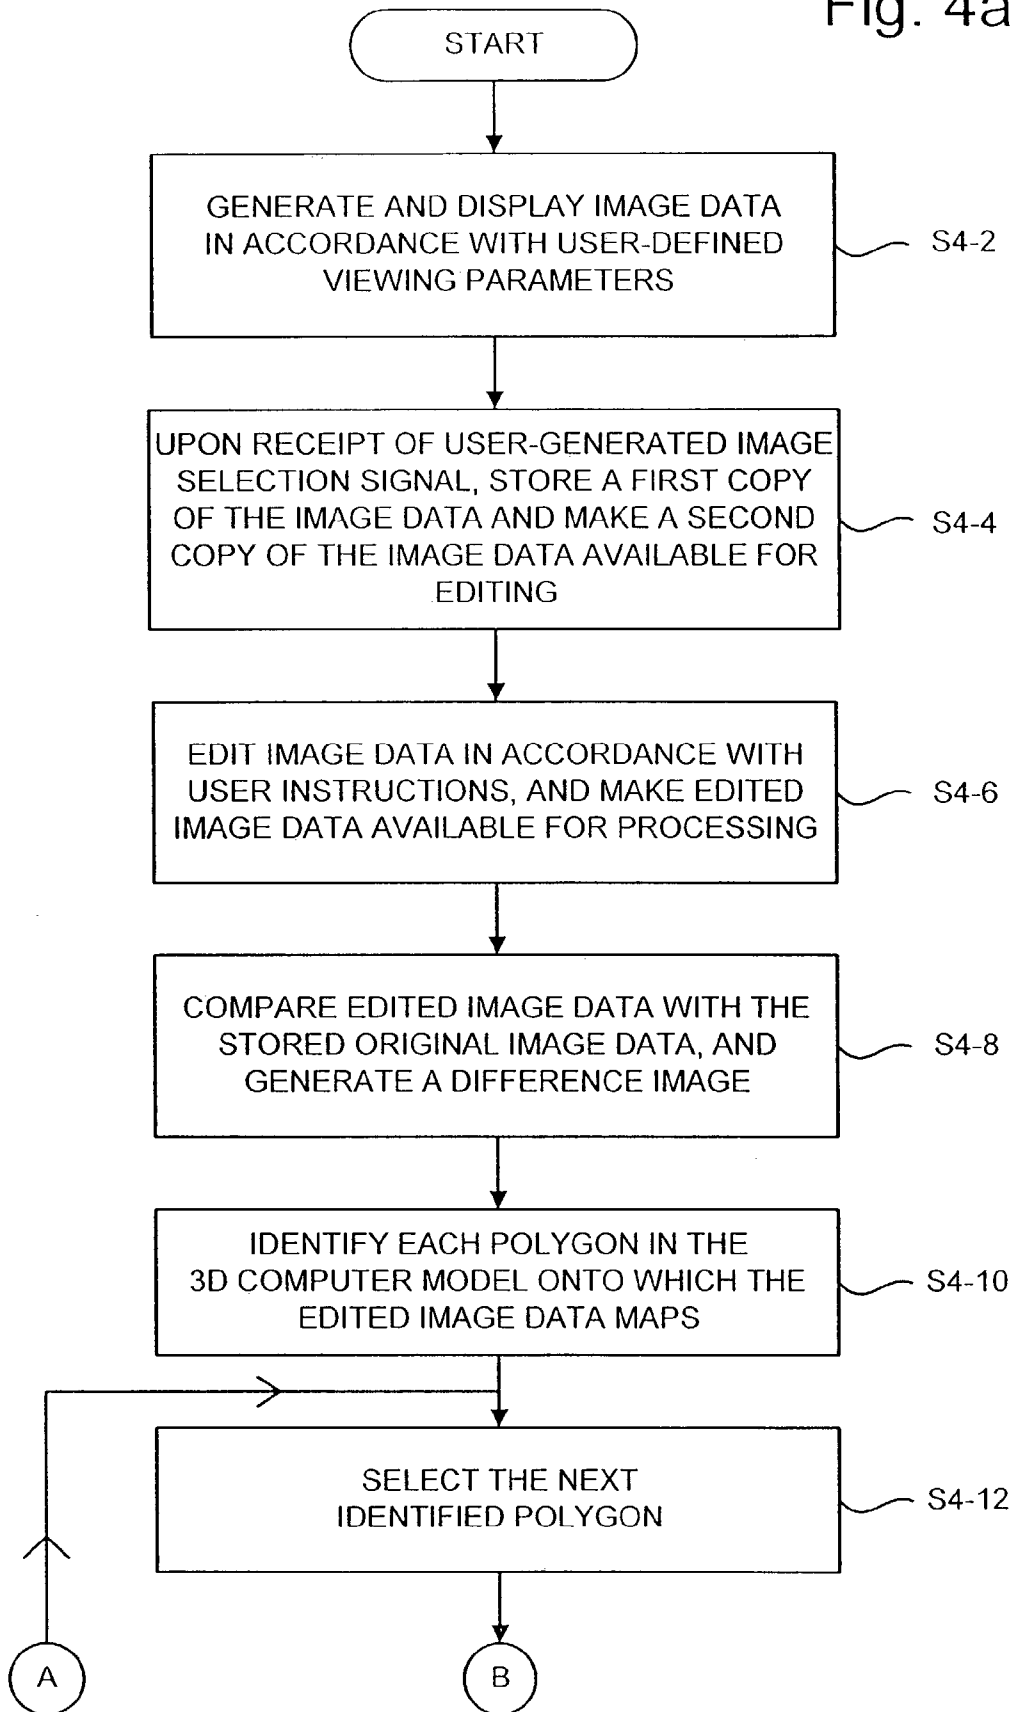 Fig. 4a
START
GENERATE AND DISPLAY IMAGE DATA
IN ACCORDANCE WITH USER-DEFINED
VIEWING PARAMETERS
S4-2
UPON RECEIPT OF USER-GENERATED IMAGE
SELECTION SIGNAL, STORE A FIRST COPY
OF THE IMAGE DATA AND MAKE A SECOND
COPY OF THE IMAGE DATA AVAILABLE FOR
EDITING
S4-4
EDIT IMAGE DATA IN ACCORDANCE WITH
USER INSTRUCTIONS, AND MAKE EDITED
IMAGE DATA AVAILABLE FOR PROCESSING
S4-6
COMPARE EDITED IMAGE DATA WITH THE
STORED ORIGINAL IMAGE DATA, AND
GENERATE A DIFFERENCE IMAGE
S4-8
IDENTIFY EACH POLYGON IN THE
3D COMPUTER MODEL ONTO WHICH THE
EDITED IMAGE DATA MAPS
S4-10
SELECT THE NEXT
IDENTIFIED POLYGON
S4-12
A
B